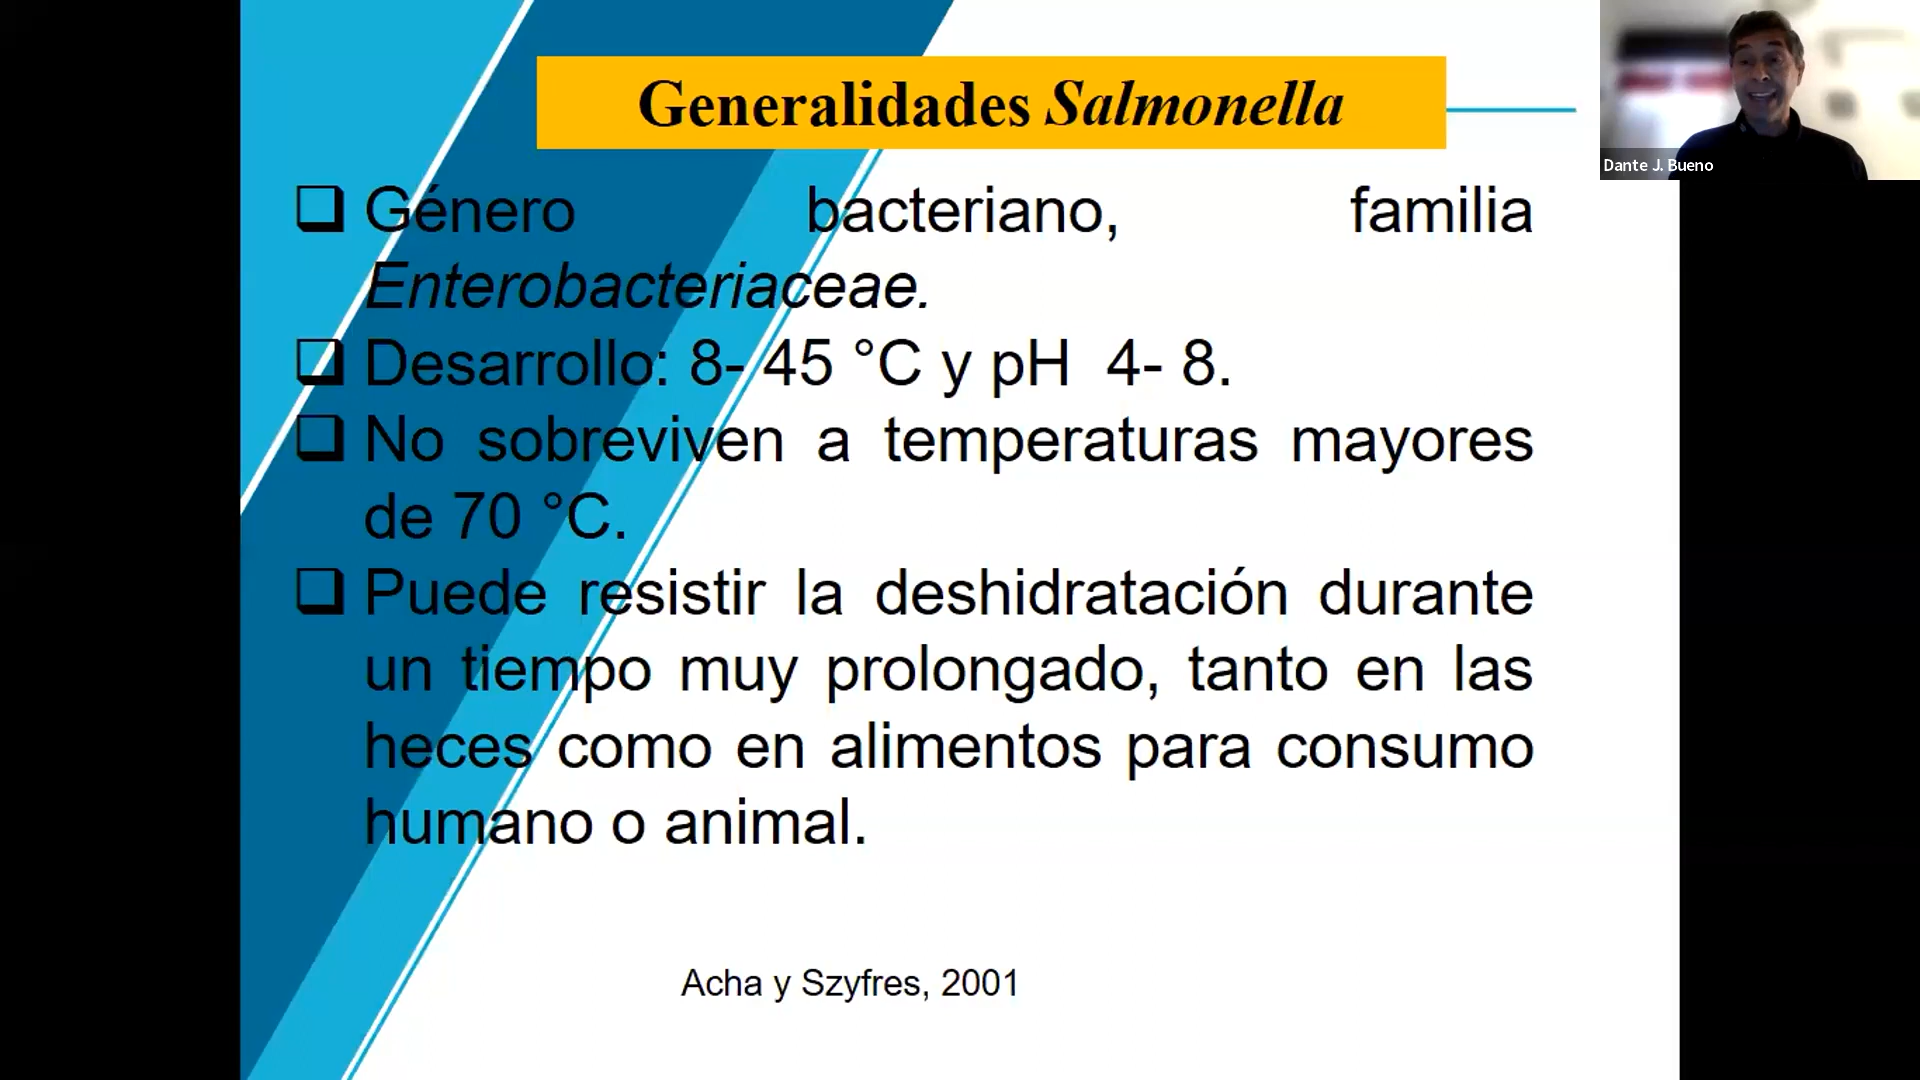 Generalidades Salmonella
Dante J. Bueno
Género bacteriano, familia
Enterobacteriaceae.
Desarrollo: 8- 45 °C y pH  4- 8.
No sobreviven a temperaturas mayores
de 70 °C.
Puede resistir la deshidratación durante
un tiempo muy prolongado, tanto en las
heces como en alimentos para consumo
humano o animal.
Acha y Szyfres, 2001